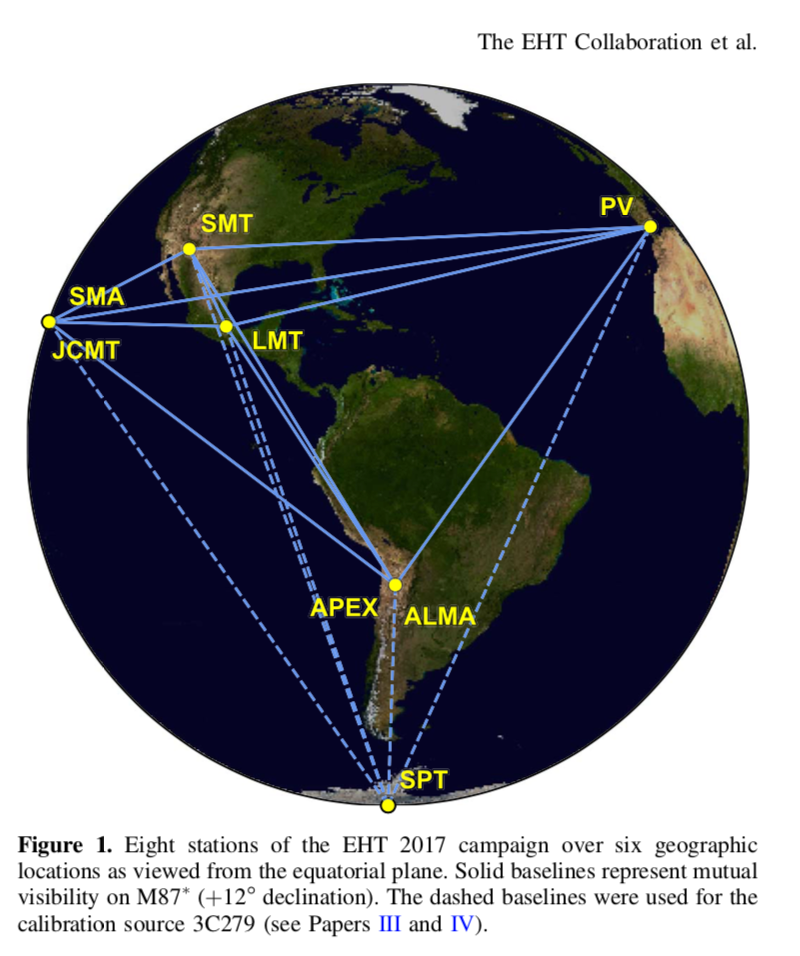 The EHT Collaboration et al.
SMT
PV
SMA
JCMT
LMT
APEX
ALMA
SPT
Figure 1. Eight stations of the EHT 2017 campaign over six geographic
locations as viewed from the equatorial plane. Solid baselines represent mutual
visibility on M87* (+12° declination). The dashed baselines were used for the
calibration source 3C279 (see Papers III and IV).